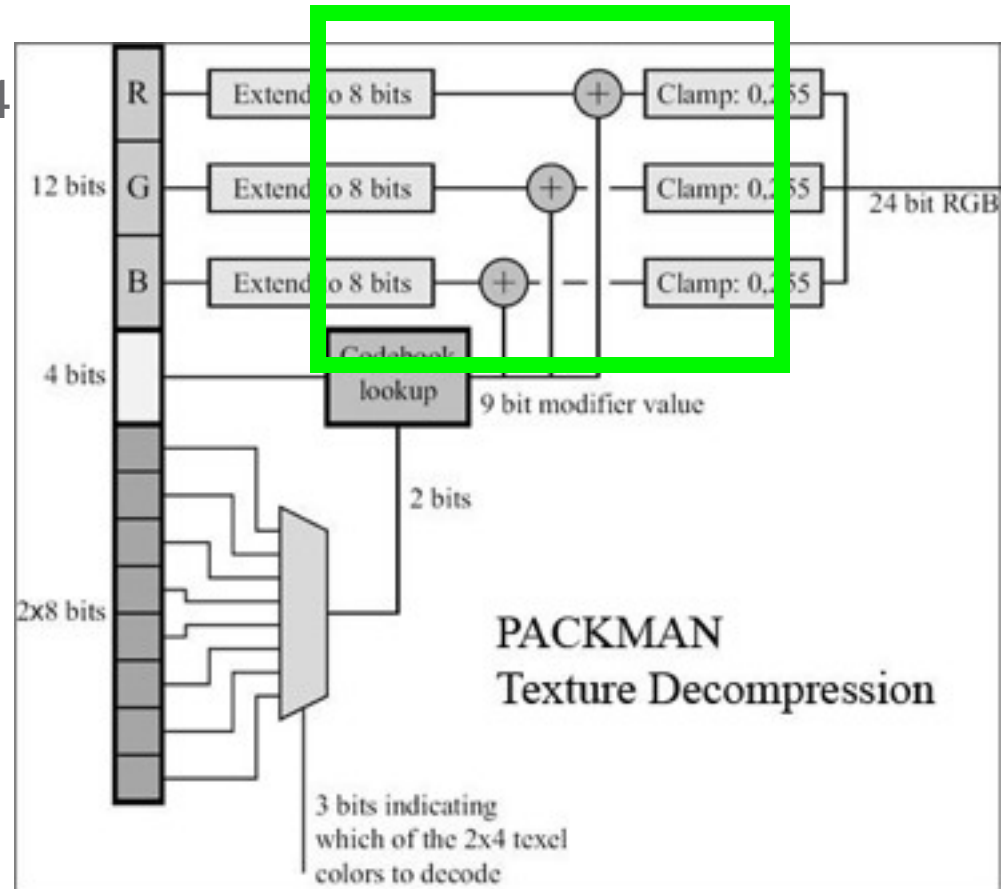 4
R Extend to 8 bits + Clamp: 0,255
12 bits G Extend to 8 bits + Clamp: 0,255
24 bit RGB
B Extend to 8 bits + Clamp: 0,255
4 bits Codebook
lookup
9 bit modifier value
2 bits
2x8 bits
PACKMAN
Texture Decompression
3 bits indicating
which of the 2x4 texel
colors to decode